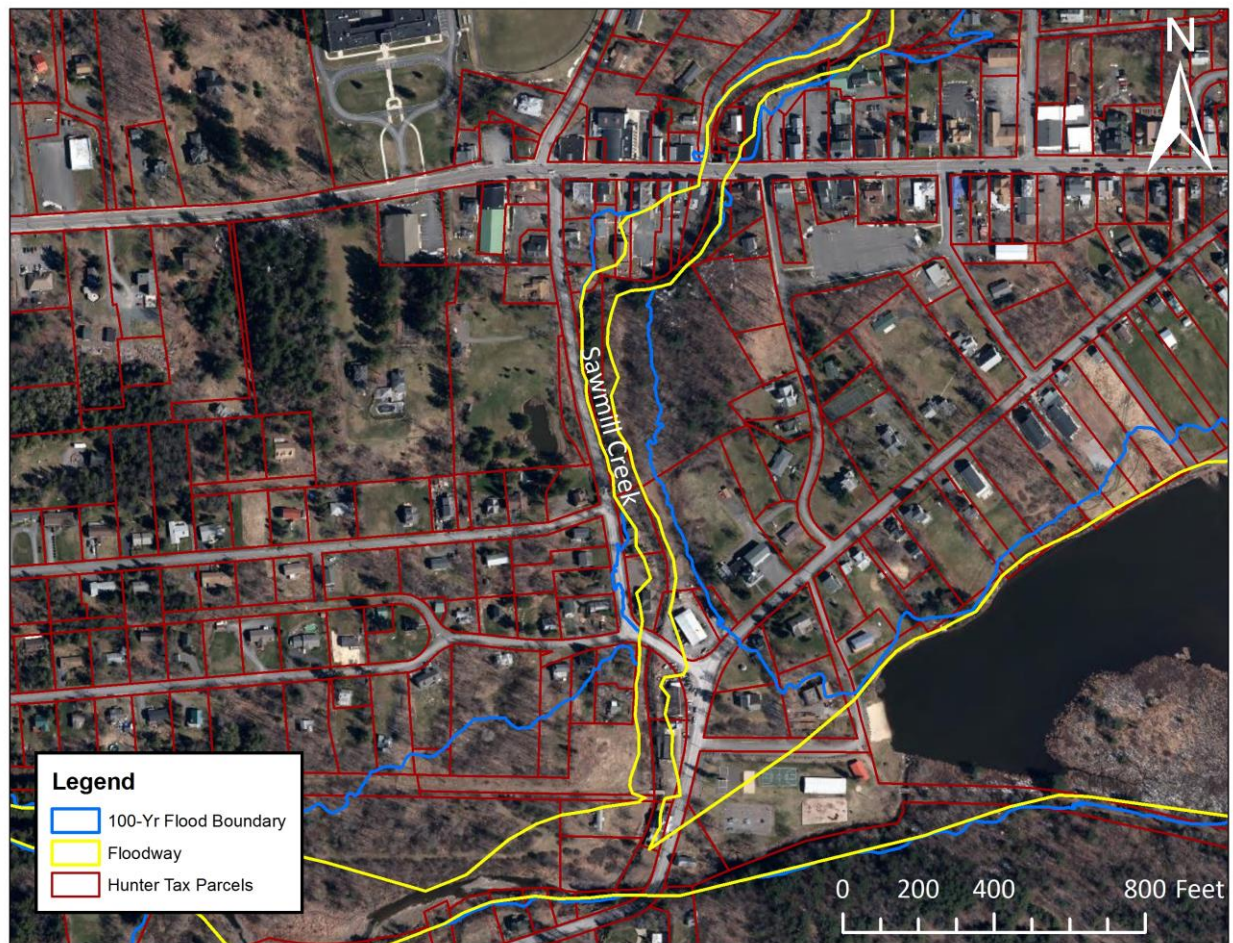 N
Sawmill Creek
Legend
100-Yr Flood Boundary
Floodway
Hunter Tax Parcels
0 200 400 800 Feet